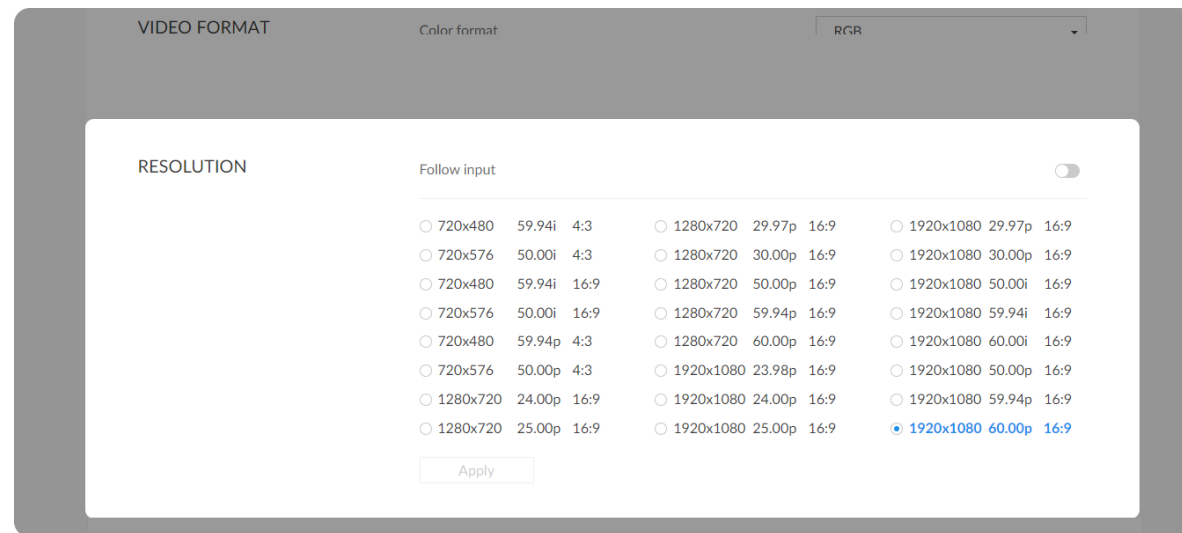 VIDEO FORMAT Color format RGB
RESOLUTION Follow input
720x480 59.94i 4:3 1280x720 29.97p 16:9 1920x1080 29.97p 16:9
720x576 50.00i 4:3 1280x720 30.00p 16:9 1920x1080 30.00p 16:9
720x480 59.94i 16:9 1280x720 50.00p 16:9 1920x1080 50.00i 16:9
720x576 50.00i 16:9 1280x720 59.94p 16:9 1920x1080 59.94i 16:9
720x480 59.94p 4:3 1280x720 60.00p 16:9 1920x1080 60.00i 16:9
720x576 50.00p 4:3 1920x1080 23.98p 16:9 1920x1080 50.00p 16:9
1280x720 24.00p 16:9 1920x1080 24.00p 16:9 1920x1080 59.94p 16:9
1280x720 25.00p 16:9 1920x1080 25.00p 16:9 1920x1080 60.00p 16:9
Apply